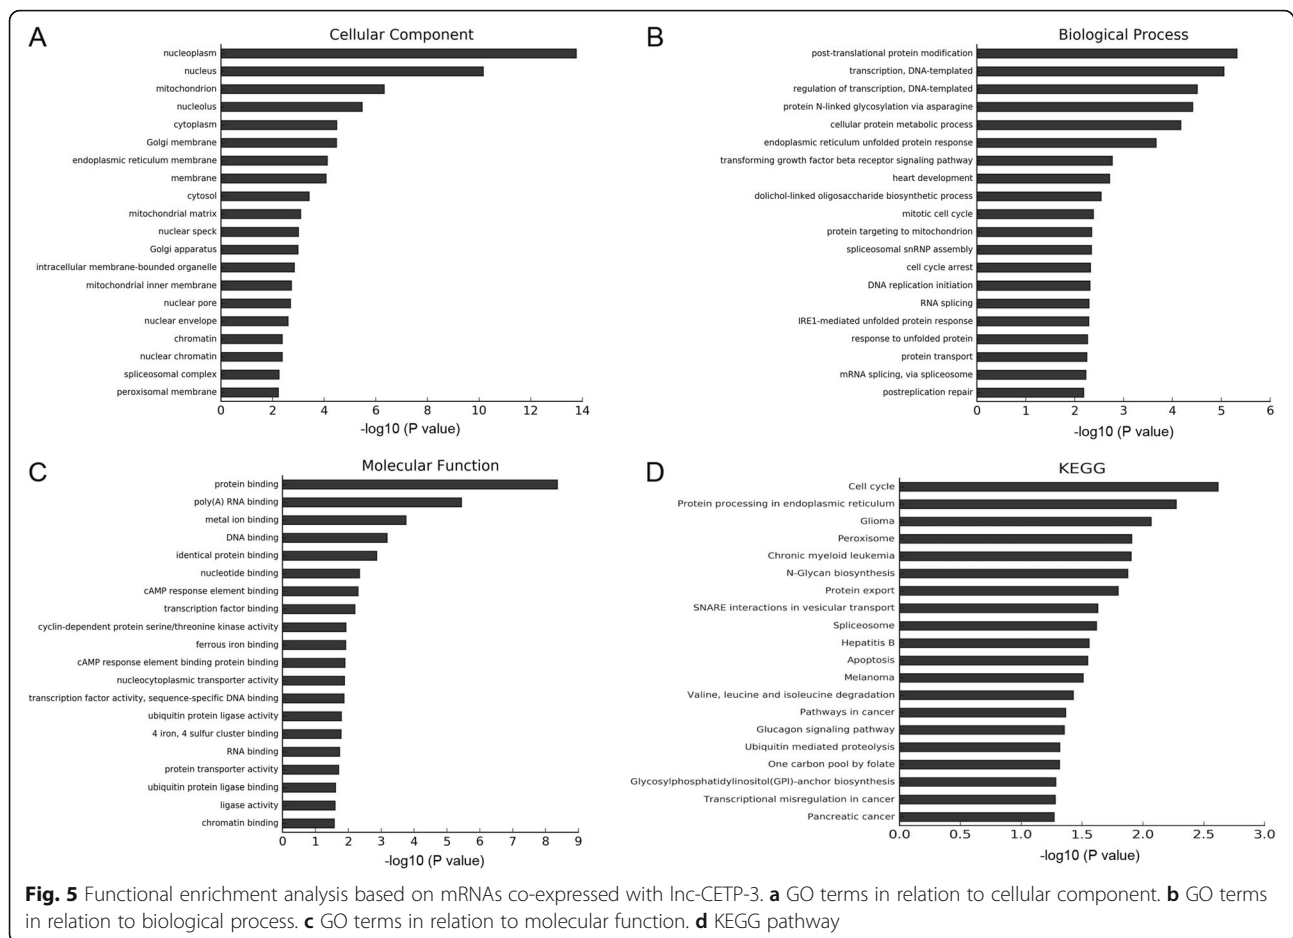 A
Cellular Component
nucleoplasm
nucleus
mitochondrion
nucleolus
cytoplasm
Golgi membrane
endoplasmic reticulum membrane
membrane
cytosol
mitochondrial matrix
nuclear speck
Golgi apparatus
intracellular membrane-bounded organelle
mitochondrial inner membrane
nuclear pore
nuclear envelope
chromatin
nuclear chromatin
spliceosomal complex
peroxisomal membrane
0 2 4 6 8 10 12 14
-log10 (P value)
B
Biological Process
post-translational protein modification
transcription, DNA-templated
regulation of transcription, DNA-templated
protein N-linked glycosylation via asparagine
cellular protein metabolic process
endoplasmic reticulum unfolded protein response
transforming growth factor beta receptor signaling pathway
heart development
dolichol-linked oligosaccharide biosynthetic process
mitotic cell cycle
protein targeting to mitochondrion
spliceosomal snRNP assembly
cell cycle arrest
DNA replication initiation
RNA splicing
IRE1-mediated unfolded protein response
response to unfolded protein
protein transport
mRNA splicing, via spliceosome
postreplication repair
0 1 2 3 4 5 6
-log10 (P value)
C
Molecular Function
protein binding
poly(A) RNA binding
metal ion binding
DNA binding
identical protein binding
nucleotide binding
cAMP response element binding
transcription factor binding
cyclin-dependent protein serine/threonine kinase activity
ferrous iron binding
cAMP response element binding protein binding
nucleocytoplasmic transporter activity
transcription factor activity, sequence-specific DNA binding
ubiquitin protein ligase activity
4 iron, 4 sulfur cluster binding
RNA binding
protein transporter activity
ubiquitin protein ligase binding
ligase activity
chromatin binding
0 1 2 3 4 5 6 7 8 9
-log10 (P value)
D
KEGG
Cell cycle
Protein processing in endoplasmic reticulum
Glioma
Peroxisome
Chronic myeloid leukemia
N-Glycan biosynthesis
Protein export
SNARE interactions in vesicular transport
Spliceosome
Hepatitis B
Apoptosis
Melanoma
Valine, leucine and isoleucine degradation
Pathways in cancer
Glucagon signaling pathway
Ubiquitin mediated proteolysis
One carbon pool by folate
Glycosylphosphatidylinositol(GPI)-anchor biosynthesis
Transcriptional misregulation in cancer
Pancreatic cancer
0.0 0.5 1.0 1.5 2.0 2.5 3.0
-log10 (P value)
Fig. 5 Functional enrichment analysis based on mRNAs co-expressed with lnc-CETP-3. a GO terms in relation to cellular component. b GO terms
in relation to biological process. c GO terms in relation to molecular function. d KEGG pathway